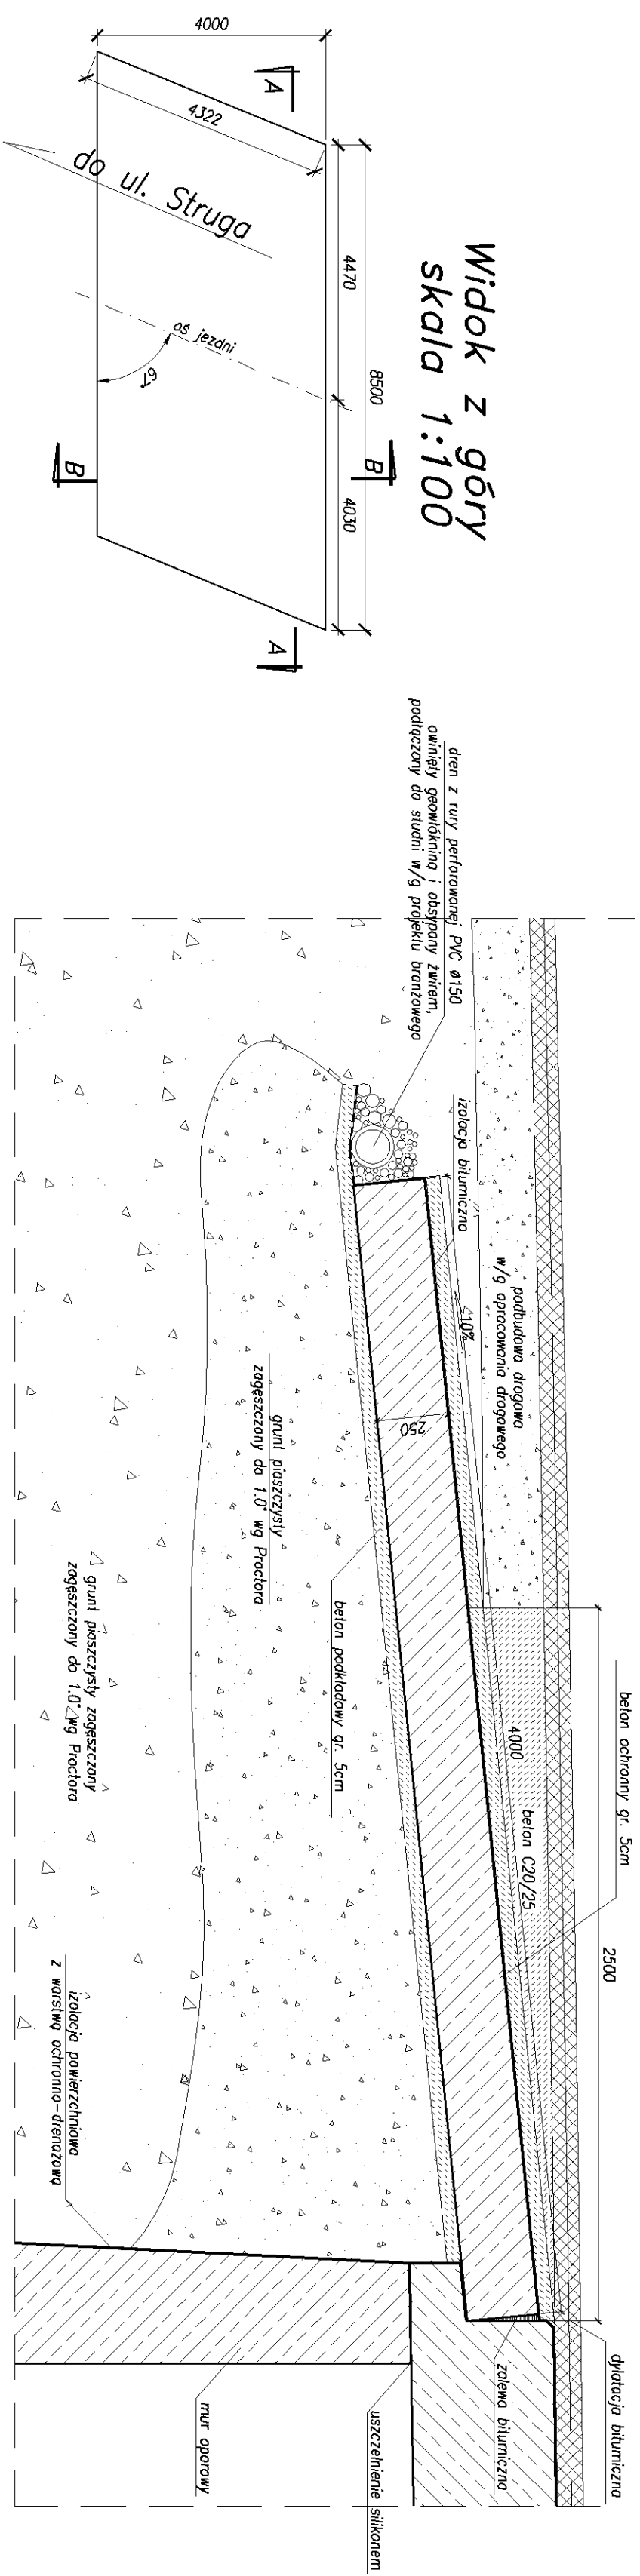 Widok z góry
skala 1:100
8500
4470
4030
4000
4322
A
A
B
B
do ul. Struga
oś jezdni
67°
dren z rury perforowanej PVC ø150
owinięty geowłókniną i obsypany żwirem,
podłączony do studni w/g projektu branżowego
izolacja bitumiczna
podbudowa drogowa
w/g opracowania drogowego
~10%
250
grunt piaszczysty
zagęszczony do 1.0° wg Proctora
beton podkładowy gr. 5cm
grunt piaszczysty zagęszczony
zagęszczony do 1.0° wg Proctora
beton ochronny gr. 5cm
4000
beton C20/25
2500
izolacja powierzchniowa
z warstwą ochronno-drenażową
dylatacja bitumiczna
zalewa bitumiczna
uszczelnienie silikonem
mur oporowy